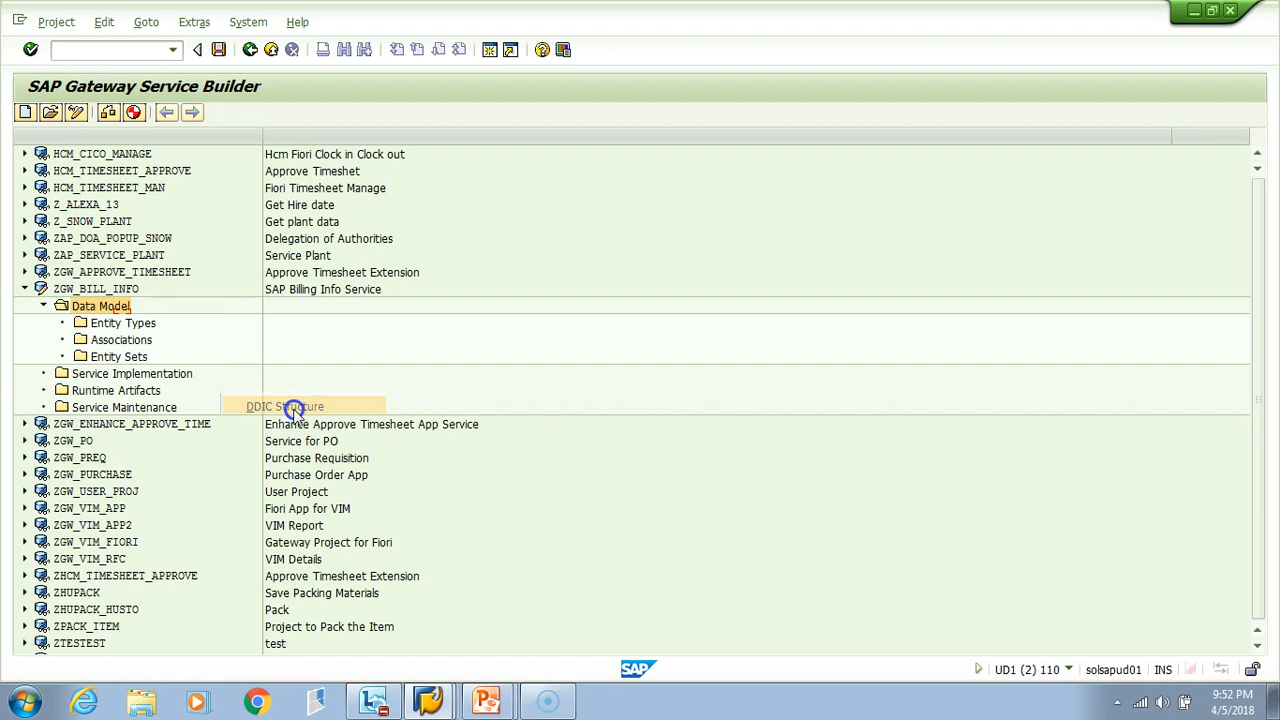 Project Edit Goto Extras System Help
SAP Gateway Service Builder
HCM_CICO_MANAGE Hcm Fiori Clock in Clock out
HCM_TIMESHEET_APPROVE Approve Timeshet
HCM_TIMESHEET_MAN Fiori Timesheet Manage
Z_ALEXA_13 Get Hire date
Z_SNOW_PLANT Get plant data
ZAP_DOA_POPUP_SNOW Delegation of Authorities
ZAP_SERVICE_PLANT Service Plant
ZGW_APPROVE_TIMESHEET Approve Timesheet Extension
ZGW_BILL_INFO SAP Billing Info Service
Data Model
Entity Types
Associations
Entity Sets
Service Implementation
Runtime Artifacts
Service Maintenance DDIC Structure
ZGW_ENHANCE_APPROVE_TIME Enhance Approve Timesheet App Service
ZGW_PO Service for PO
ZGW_PREQ Purchase Requisition
ZGW_PURCHASE Purchase Order App
ZGW_USER_PROJ User Project
ZGW_VIM_APP Fiori App for VIM
ZGW_VIM_APP2 VIM Report
ZGW_VIM_FIORI Gateway Project for Fiori
ZGW_VIM_RFC VIM Details
ZHCM_TIMESHEET_APPROVE Approve Timesheet Extension
ZHUPACK Save Packing Materials
ZHUPACK_HUSTO Pack
ZPACK_ITEM Project to Pack the Item
ZTESTEST test
SAP UD1 (2) 110 solsapud01 INS
9:52 PM
4/5/2018